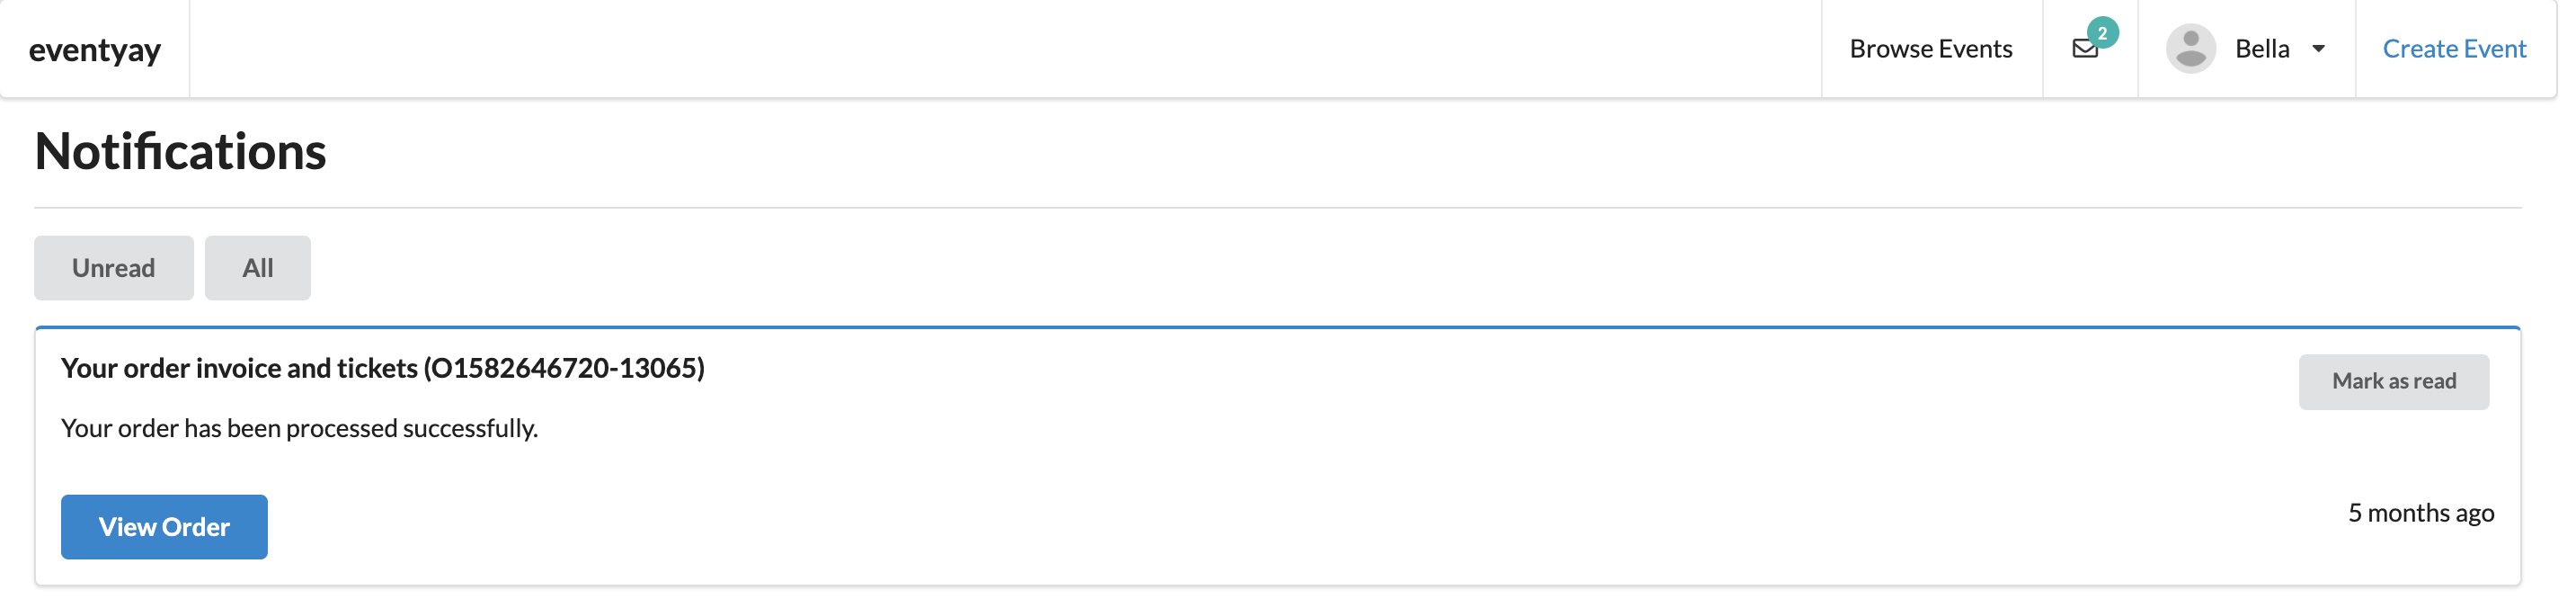 eventyay
Browse Events
2
Bella
Create Event
Notifications
Unread
All
Your order invoice and tickets (O1582646720-13065)
Mark as read
Your order has been processed successfully.
View Order
5 months ago